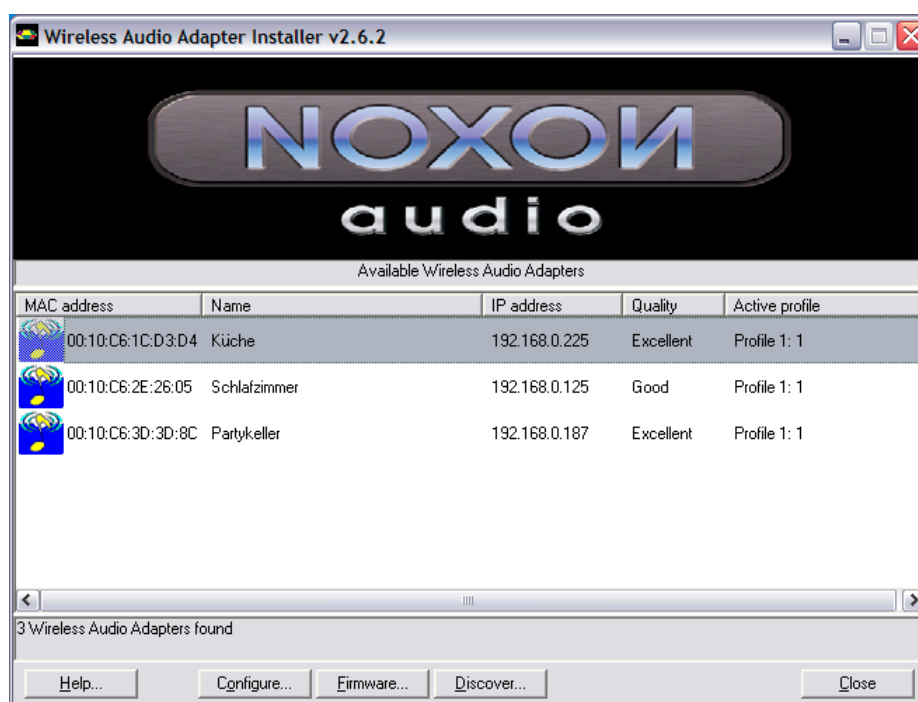 Wireless Audio Adapter Installer v2.6.2
NOXON
audio
Available Wireless Audio Adapters
MAC address Name IP address Quality Active profile
00:10:C6:1C:D3:D4 Küche 192.168.0.225 Excellent Profile 1: 1
00:10:C6:2E:26:05 Schlafzimmer 192.168.0.125 Good Profile 1: 1
00:10:C6:3D:3D:8C Partykeller 192.168.0.187 Excellent Profile 1: 1
3 Wireless Audio Adapters found
Help... Configure... Firmware... Discover... Close